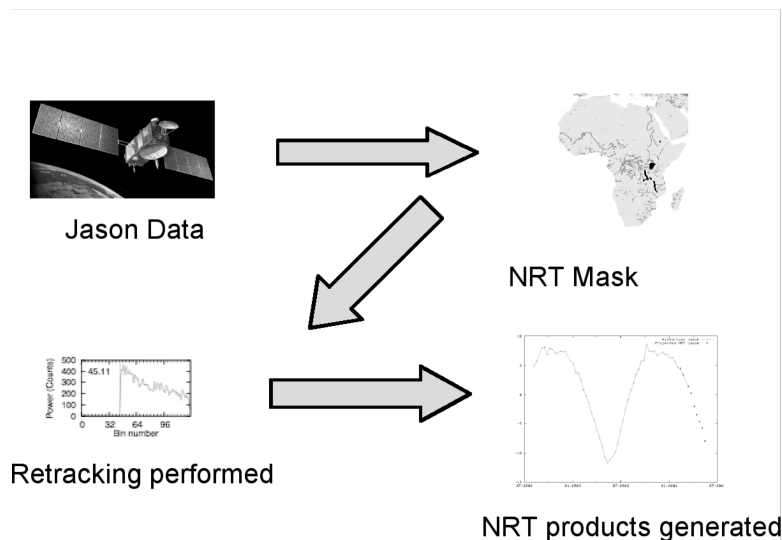 Jason Data
NRT Mask
500
400
300
200
100
0
45.11
Power (Counts)
0 32 64 96
Bin number
Retracking performed
NRT products generated